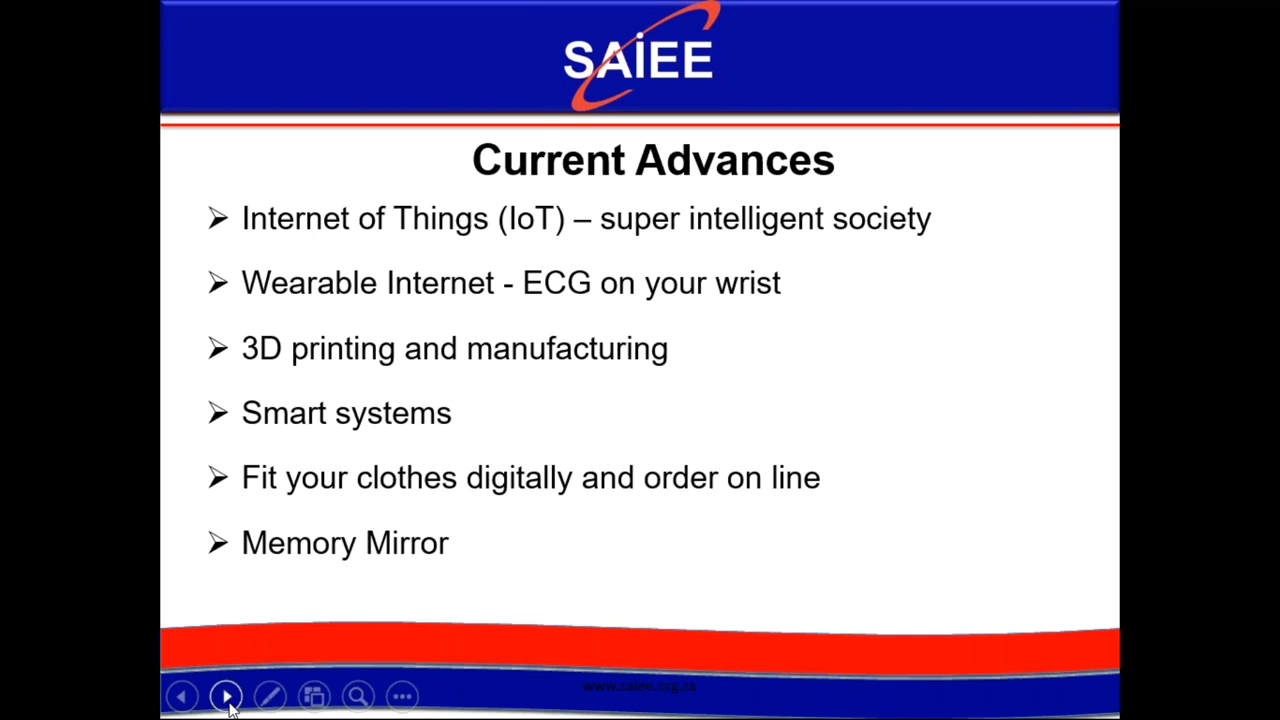 SAiEE
Current Advances
➢ Internet of Things (IoT) – super intelligent society
➢ Wearable Internet - ECG on your wrist
➢ 3D printing and manufacturing
➢ Smart systems
➢ Fit your clothes digitally and order on line
➢ Memory Mirror
www.saiee.org.za